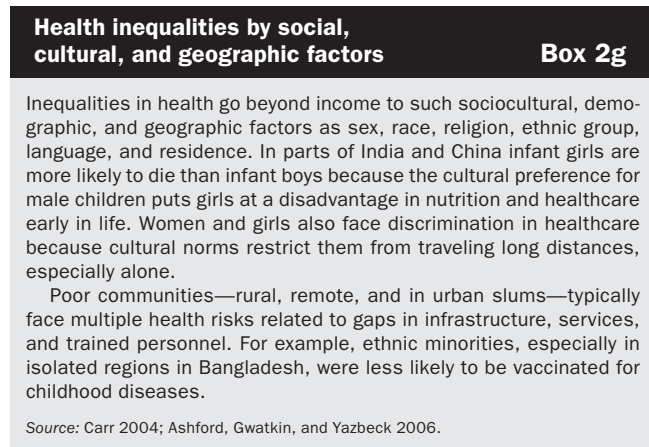 Health inequalities by social,
cultural, and geographic factors Box 2g
Inequalities in health go beyond income to such sociocultural, demo-
graphic, and geographic factors as sex, race, religion, ethnic group,
language, and residence. In parts of India and China infant girls are
more likely to die than infant boys because the cultural preference for
male children puts girls at a disadvantage in nutrition and healthcare
early in life. Women and girls also face discrimination in healthcare
because cultural norms restrict them from traveling long distances,
especially alone.
Poor communities—rural, remote, and in urban slums—typically
face multiple health risks related to gaps in infrastructure, services,
and trained personnel. For example, ethnic minorities, especially in
isolated regions in Bangladesh, were less likely to be vaccinated for
childhood diseases.
Source: Carr 2004; Ashford, Gwatkin, and Yazbeck 2006.